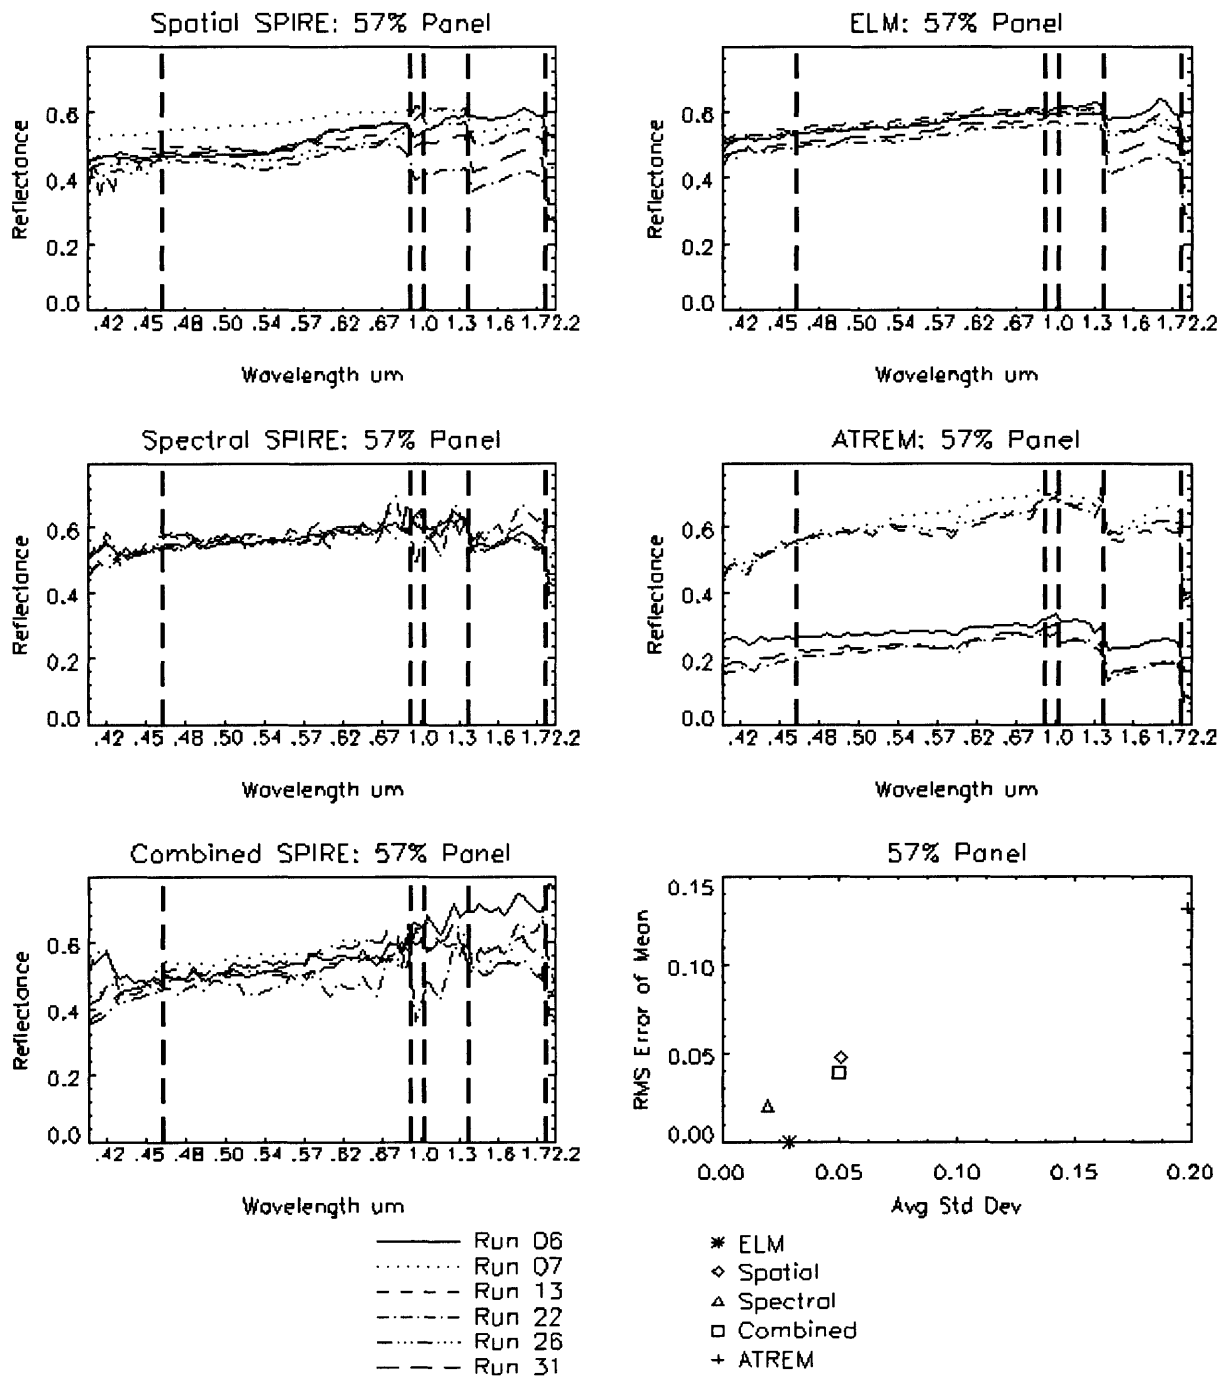 Spatial SPIRE: 57% Panel
Reflectance
0.6
0.4
0.2
0.0
.42 .45 .48 .50 .54 .57 .62 .67 1.0 1.3 1.6 1.72.2
Wavelength um
ELM: 57% Panel
Reflectance
0.6
0.4
0.2
0.0
.42 .45 .48 .50 .54 .57 .62 .67 1.0 1.3 1.6 1.72.2
Wavelength um
Spectral SPIRE: 57% Panel
Reflectance
0.6
0.4
0.2
0.0
.42 .45 .48 .50 .54 .57 .62 .67 1.0 1.3 1.6 1.72.2
Wavelength um
ATREM: 57% Panel
Reflectance
0.6
0.4
0.2
0.0
.42 .45 .48 .50 .54 .57 .62 .67 1.0 1.3 1.6 1.72.2
Wavelength um
Combined SPIRE: 57% Panel
Reflectance
0.6
0.4
0.2
0.0
.42 .45 .48 .50 .54 .57 .62 .67 1.0 1.3 1.6 1.72.2
Wavelength um
57% Panel
RMS Error of Mean
0.15
0.10
0.05
0.00
0.00 0.05 0.10 0.15 0.20
Avg Std Dev
Run 06
Run 07
Run 13
Run 22
Run 26
Run 31
ELM
Spatial
Spectral
Combined
ATREM